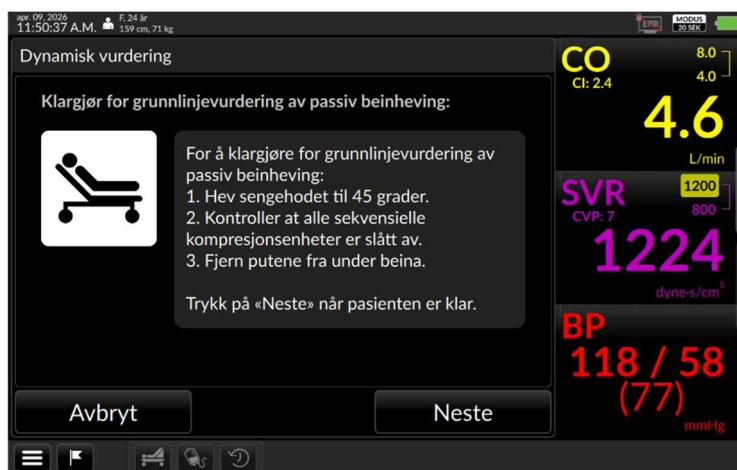 apr. 09, 2026
11:50:37 A.M.
F, 24 år
159 cm, 71 kg
EMR
MODUS
20 SEK
Dynamisk vurdering
Klargjør for grunnlinjevurdering av passiv beinheving:
For å klargjøre for grunnlinjevurdering av
passiv beinheving:
1. Hev sengehodet til 45 grader.
2. Kontroller at alle sekvensielle
kompresjonsenheter er slått av.
3. Fjern putene fra under beina.
Trykk på «Neste» når pasienten er klar.
Avbryt
Neste
CO
CI: 2.4
8.0
4.0
4.6
L/min
SVR
CVP: 7
1200
800
1224
dyne·s/cm⁵
BP
118 / 58
(77)
mmHg